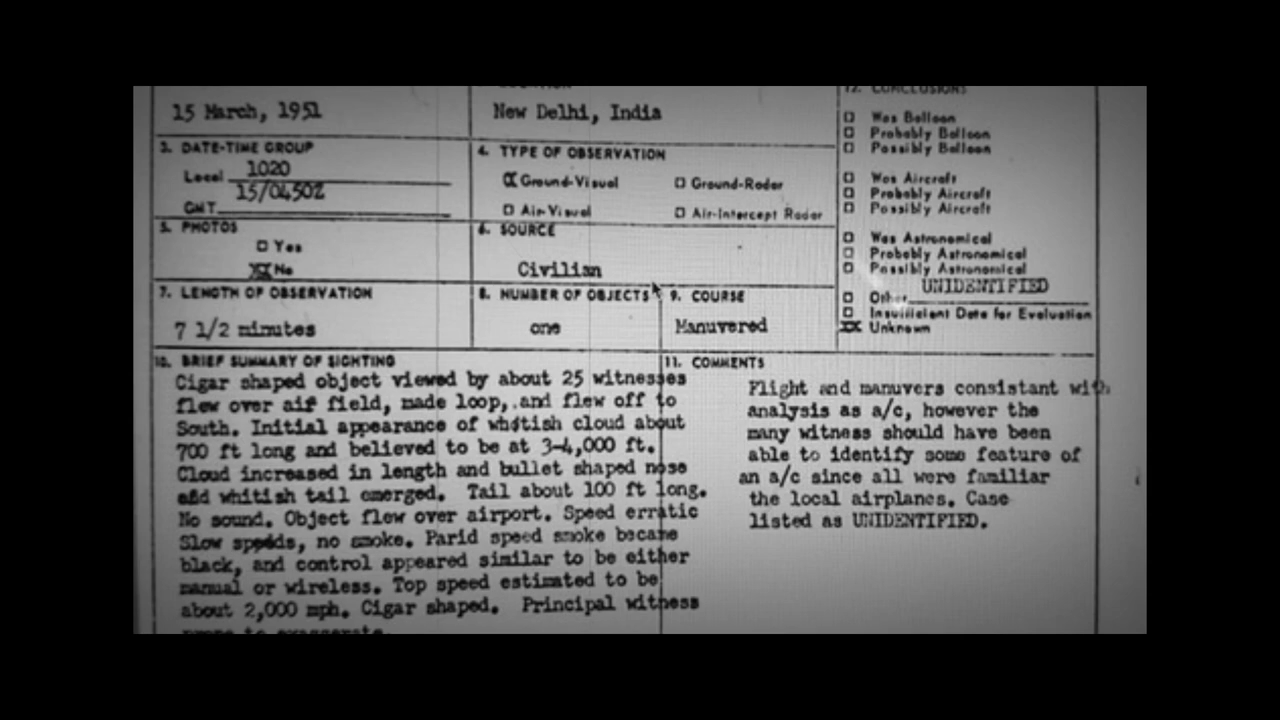 15 March, 1951
New Delhi, India
12. CONCLUSIONS
☐ Was Balloon
☐ Probably Balloon
☐ Possibly Balloon
☐ Was Aircraft
☐ Probably Aircraft
☐ Possibly Aircraft
☐ Was Astronomical
☐ Probably Astronomical
☐ Possibly Astronomical
UNIDENTIFIED
☐ Other
☐ Insufficient Data for Evaluation
XX Unknown
3. DATE-TIME GROUP
Local 1020
15/0450Z
GMT
4. TYPE OF OBSERVATION
X Ground-Visual ☐ Ground-Radar
☐ Air-Visual ☐ Air-Intercept Radar
5. PHOTOS
☐ Yes
XX No
6. SOURCE
Civilian
7. LENGTH OF OBSERVATION
7 1/2 minutes
8. NUMBER OF OBJECTS
one
9. COURSE
Manuvered
10. BRIEF SUMMARY OF SIGHTING
Cigar shaped object viewed by about 25 witnesses
flew over air field, made loop, and flew off to
South. Initial appearance of whitish cloud about
700 ft long and believed to be at 3-4,000 ft.
Cloud increased in length and bullet shaped nose
and whitish tail emerged. Tail about 100 ft long.
No sound. Object flew over airport. Speed erratic
Slow speeds, no smoke. Parid speed smoke became
black, and control appeared similar to be either
manual or wireless. Top speed estimated to be
about 2,000 mph. Cigar shaped. Principal witness
prone to exaggerate.
11. COMMENTS
Flight and manuvers consistant with
analysis as a/c, however the
many witness should have been
able to identify some feature of
an a/c since all were familiar
the local airplanes. Case
listed as UNIDENTIFIED.